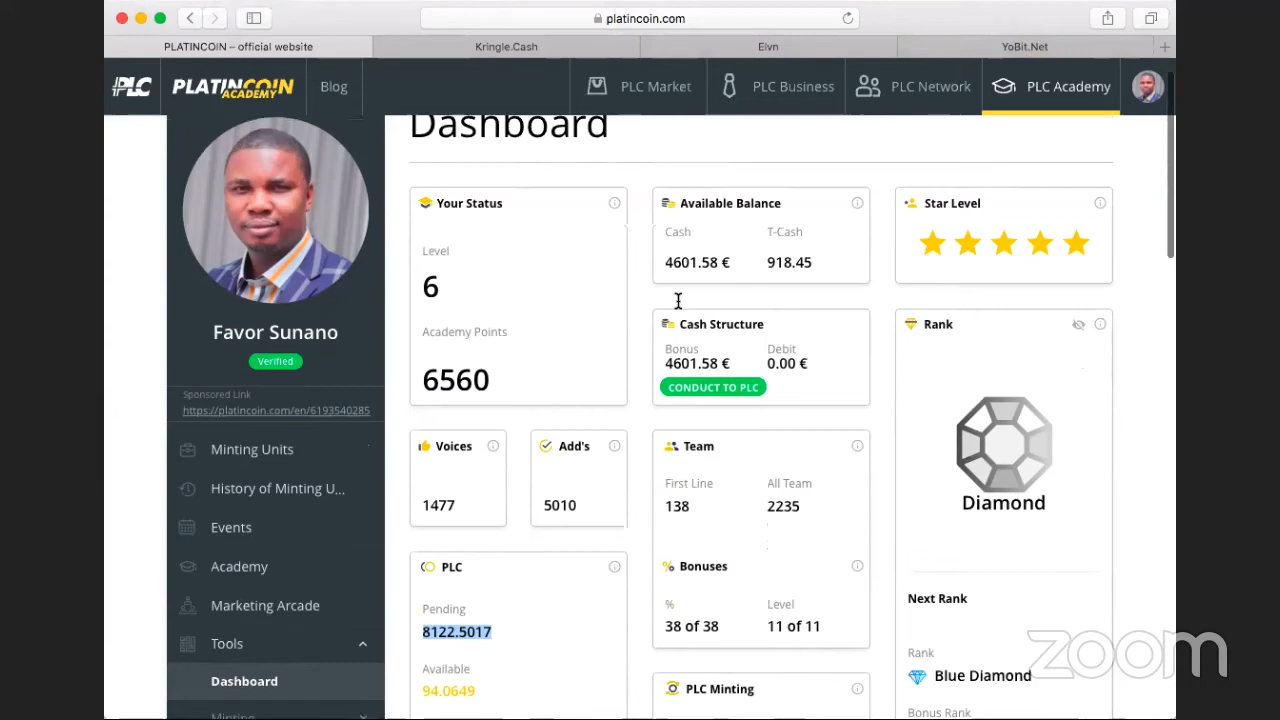 platincoin.com
PLATINCOiN – official website
Kringle.Cash
YoBit.Net
PLC
PLATINCOIN
ACADEMY
Blog
PLC Market
PLC Business
PLC Network
PLC Academy
Dashboard
Favor Sunano
Verified
Sponsored Link
https://platincoin.com/en/6193540285
Minting Units
History of Minting U...
Events
Academy
Marketing Arcade
Tools
Dashboard
Minting
Your Status
Level
6
Academy Points
6560
Available Balance
Cash T-Cash
4601.58 € 918.45
Star Level
Cash Structure
Bonus Debit
4601.58 € 0.00 €
CONDUCT TO PLC
Rank
Diamond
Next Rank
Rank
Blue Diamond
Bonus Rank
Voices
1477
Add's
5010
Team
First Line All Team
138 2235
Bonuses
% Level
38 of 38 11 of 11
PLC
Pending
8122.5017
Available
94.0649
PLC Minting
zoom